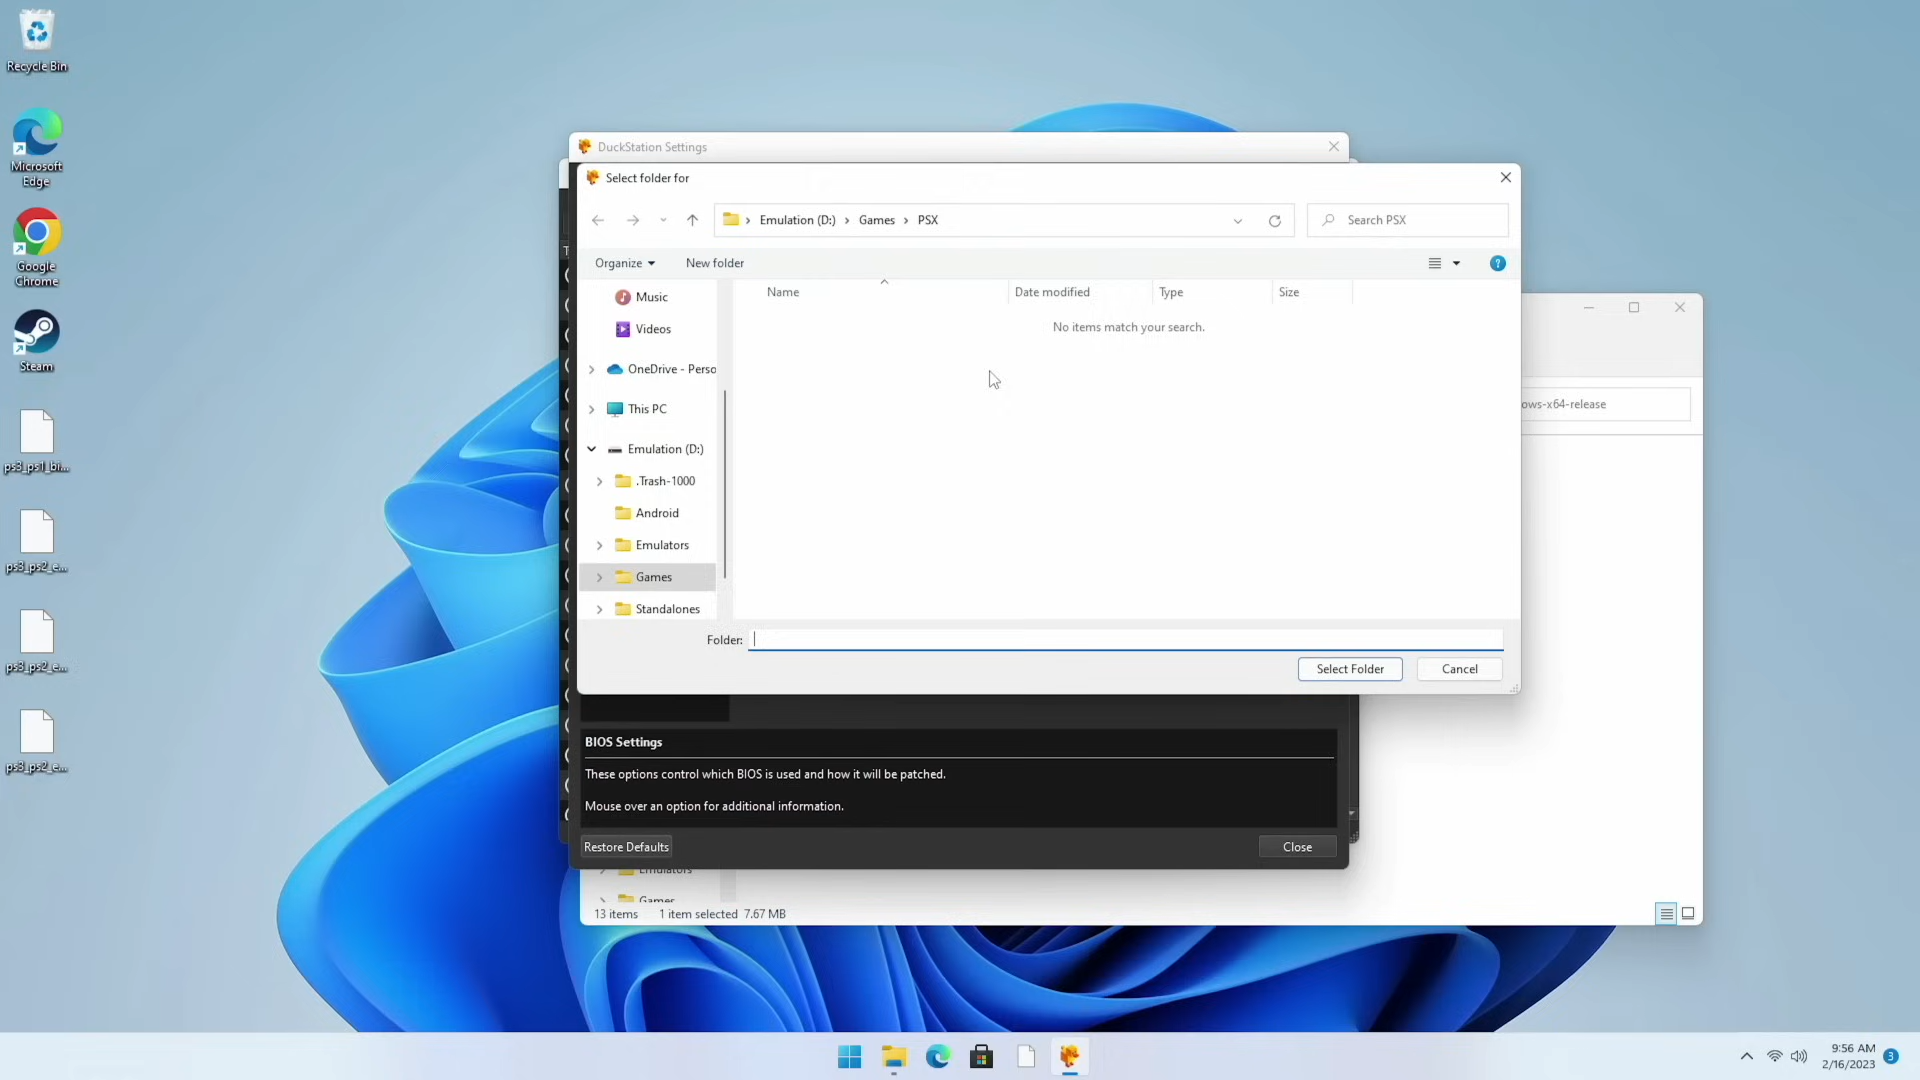 Recycle Bin
Microsoft
Edge
Google
Chrome
Steam
ps3_ps1_bi...
ps3_ps2_e...
ps3_ps2_e...
ps3_ps2_e...
DuckStation Settings
Select folder for
Emulation (D:) > Games > PSX
Search PSX
Organize
New folder
Name
Date modified
Type
Size
No items match your search.
Music
Videos
OneDrive - Perso
This PC
Emulation (D:)
.Trash-1000
Android
Emulators
Games
Standalones
Folder:
Select Folder
Cancel
ows-x64-release
BIOS Settings
These options control which BIOS is used and how it will be patched.
Mouse over an option for additional information.
Restore Defaults
Close
Emulators
Games
13 items
1 item selected 7.67 MB
9:56 AM
2/16/2023
3